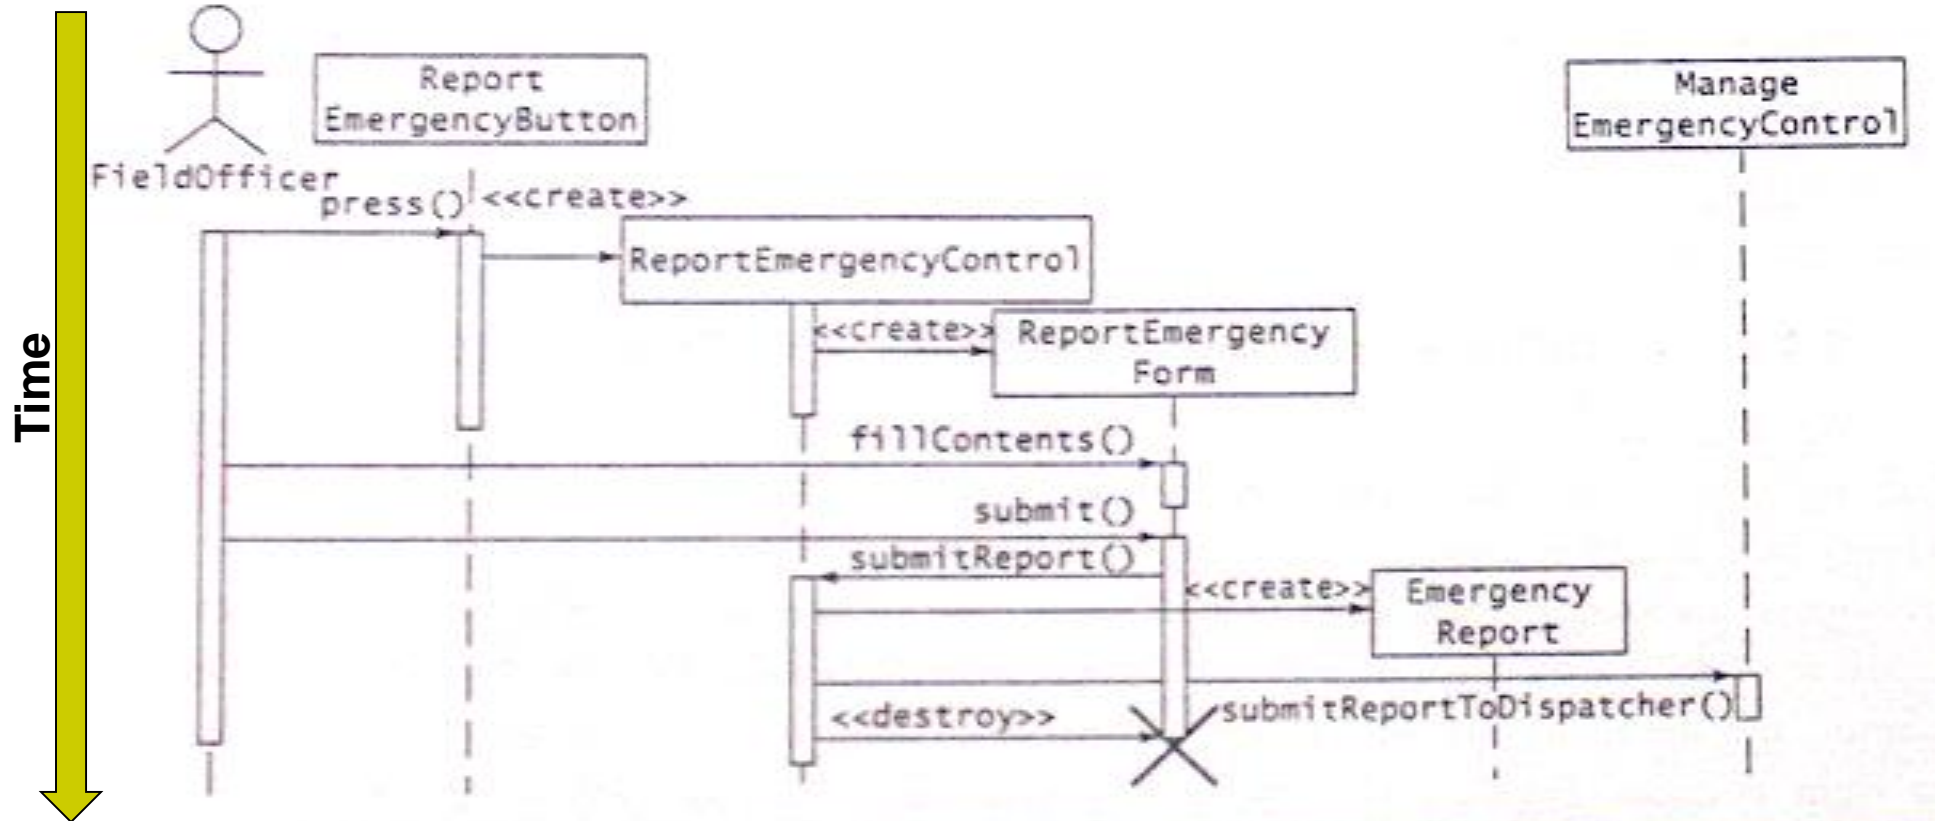 Time
FieldOfficer
Report
EmergencyButton
Manage
EmergencyControl
press()
<<create>>
ReportEmergencyControl
<<create>>
ReportEmergency
Form
fillContents()
submit()
submitReport()
<<create>>
Emergency
Report
submitReportToDispatcher()
<<destroy>>